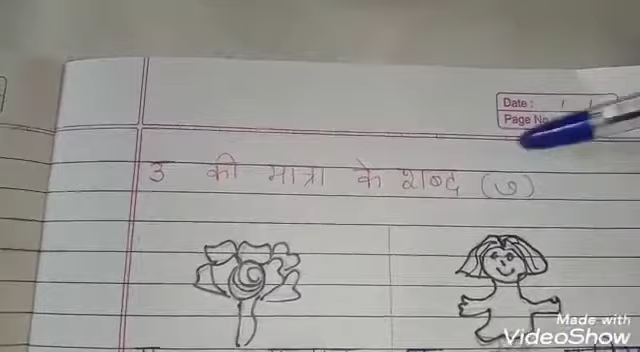 Date :
Page No.
उ की मात्रा के शब्द (ु)
Made with
VideoShow